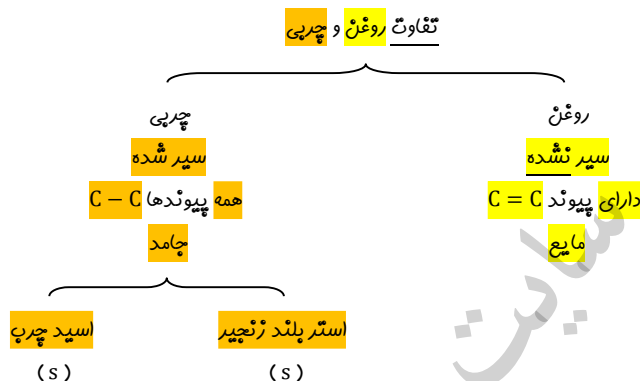 تفاوت روغن و چربی
روغن
سیر نشده
دارای پیوند C = C
مایع
چربی
سیر شده
همه پیوندها C − C
جامد
استر بلند زنجیر
(s)
اسید چرب
(s)
سایت